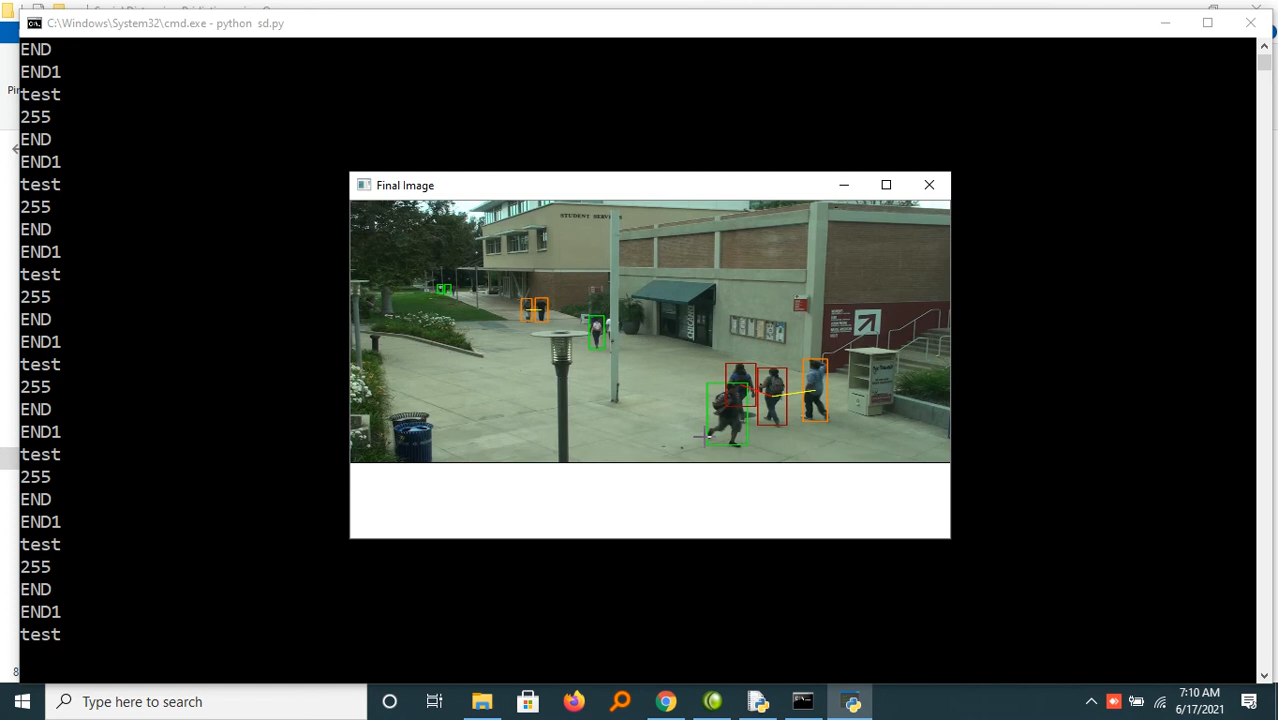 C:\Windows\System32\cmd.exe - python sd.py
END
END1
test
255
END
END1
test
255
END
END1
test
255
END
END1
test
255
END
END1
test
255
END
END1
test
255
END
END1
test
Final Image
STUDENT SERVICES
Type here to search
7:10 AM
6/17/2021